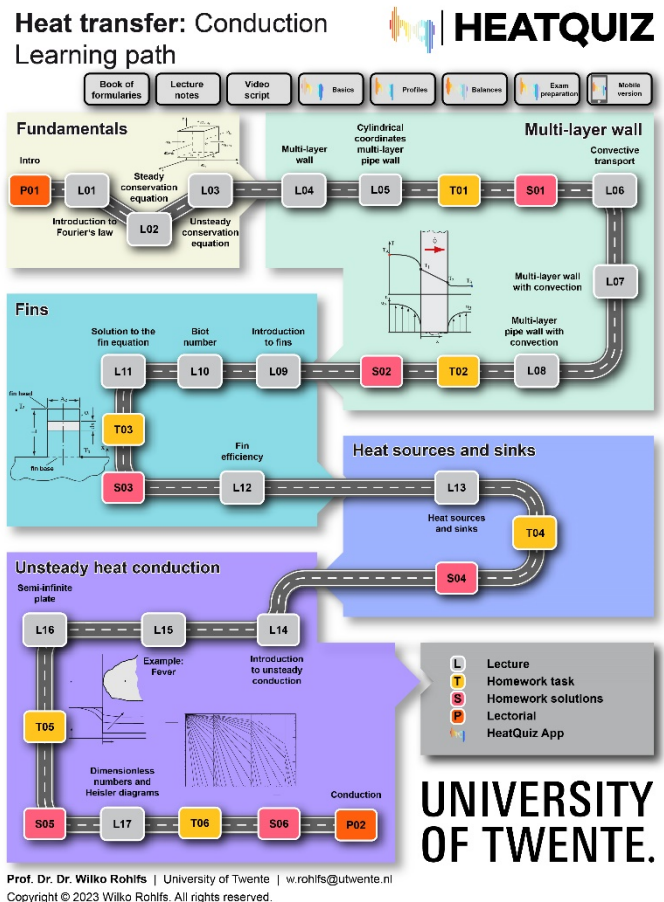 Heat transfer: Conduction
Learning path
HEATQUIZ
Book of
formularies
Lecture
notes
Video
script
Basics
Profiles
Balances
Exam
preparation
Mobile
version
Fundamentals
Intro
P01
L01
Introduction to
Fourier's law
Steady
conservation
equation
L02
L03
Unsteady
conservation
equation
Multi-layer wall
Multi-layer
wall
L04
Cylindrical
coordinates
multi-layer
pipe wall
L05
T01
S01
Convective
transport
L06
Multi-layer wall
with convection
L07
Multi-layer
pipe wall with
convection
L08
T02
S02
Fins
Introduction
to fins
L09
Biot
number
L10
Solution to the
fin equation
L11
fin head
fin base
T03
S03
Fin
efficiency
L12
Heat sources and sinks
L13
Heat sources
and sinks
T04
S04
Unsteady heat conduction
L14
Introduction
to unsteady
conduction
L15
Example:
Fever
Semi-infinite
plate
L16
T05
S05
Dimensionless
numbers and
Heisler diagrams
L17
T06
S06
Conduction
P02
L Lecture
T Homework task
S Homework solutions
P Lectorial
HeatQuiz App
UNIVERSITY
OF TWENTE.
Prof. Dr. Dr. Wilko Rohlfs | University of Twente | w.rohlfs@utwente.nl
Copyright © 2023 Wilko Rohlfs. All rights reserved.